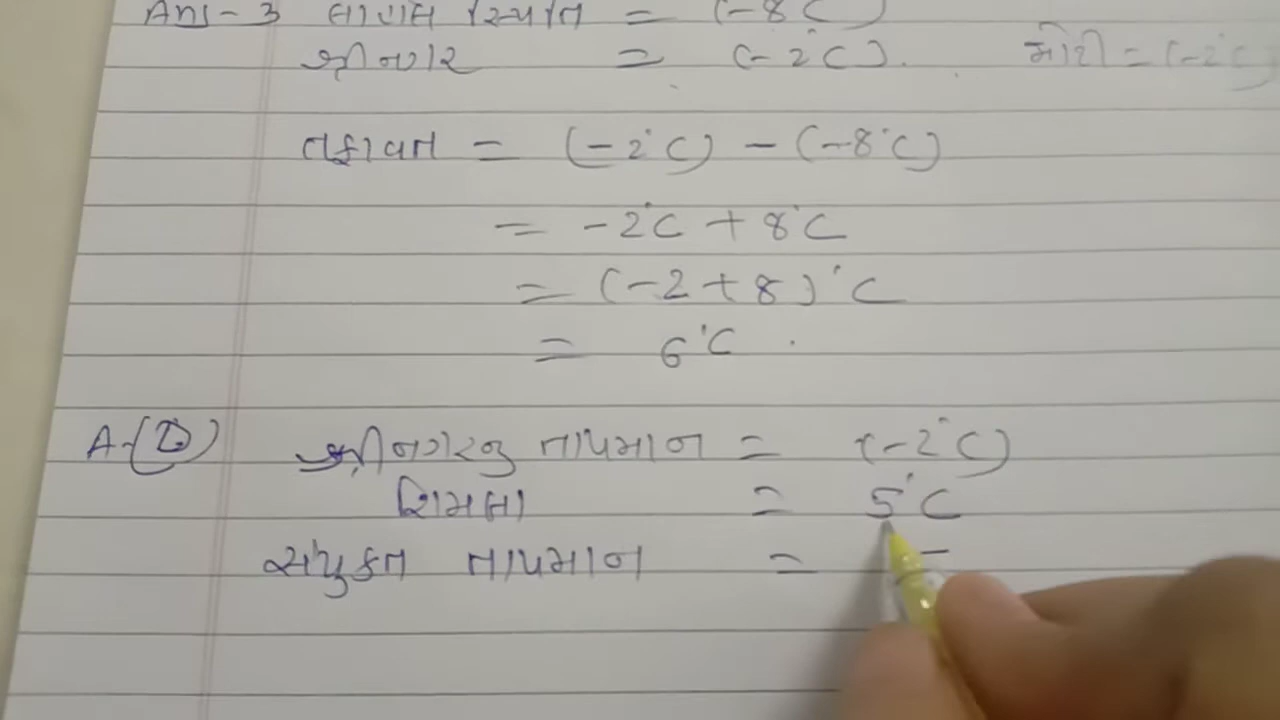 Ans - 3 = (-8°C)
શ્રીનગર = (-2°C). મોટી = (-2°C)
તફાવત = (-2°C) - (-8°C)
= -2°C + 8°C
= (-2+8)°C
= 6°C .
A-(D) શ્રીનગરનુ તાપમાન = (-2°C)
શિમલા = 5°C
સંયુક્ત તાપમાન =